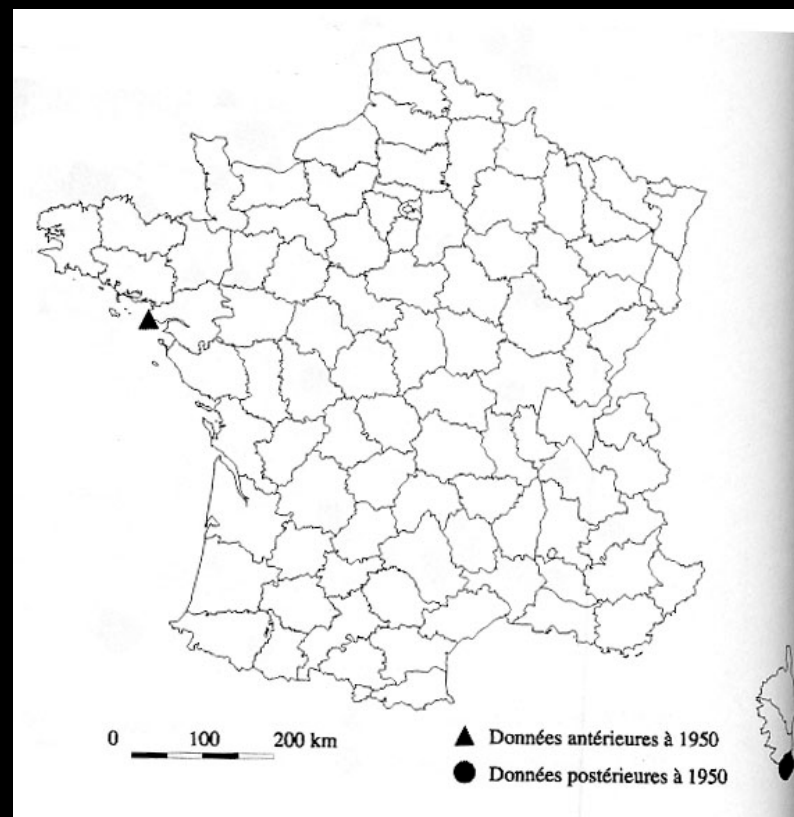 0 100 200 km
▲ Données antérieures à 1950
● Données postérieures à 1950